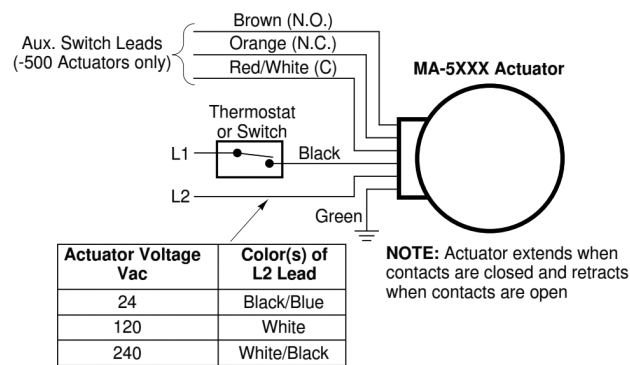 Brown (N.O.)
Aux. Switch Leads
(-500 Actuators only)
Orange (N.C.)
Red/White (C)
MA-5XXX Actuator
Thermostat
or Switch
L1
Black
L2
Green
NOTE: Actuator extends when
contacts are closed and retracts
when contacts are open
Actuator Voltage
Vac
Color(s) of
L2 Lead
24
Black/Blue
120
White
240
White/Black